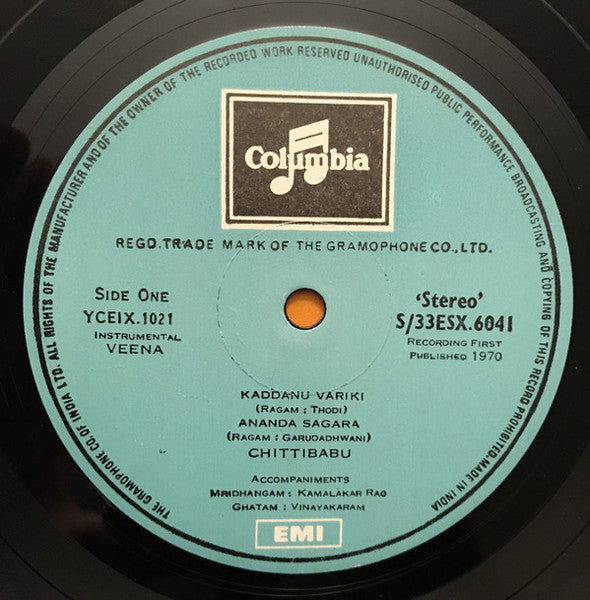 ALL RIGHTS OF THE MANUFACTURER AND OF THE OWNER OF THE RECORDED WORK RESERVED UNAUTHORISED PUBLIC PERFORMANCE BROADCASTING AND COPYING OF THIS RECORD PROHIBITED. MADE IN INDIA
THE GRAMOPHONE CO. OF INDIA LTD.
Columbia
REGD. TRADE MARK OF THE GRAMOPHONE CO., LTD.
SIDE ONE
YCEIX.1021
INSTRUMENTAL
VEENA
'Stereo'
S/33ESX.6041
RECORDING FIRST
PUBLISHED 1970
KADDANU VARIKI
(RAGAM : THODI)
ANANDA SAGARA
(RAGAM : GARUDADHWANI)
CHITTIBABU
ACCOMPANIMENTS
MRIDHANGAM : KAMALAKAR RAO
GHATAM : VINAYAKARAM
EMI